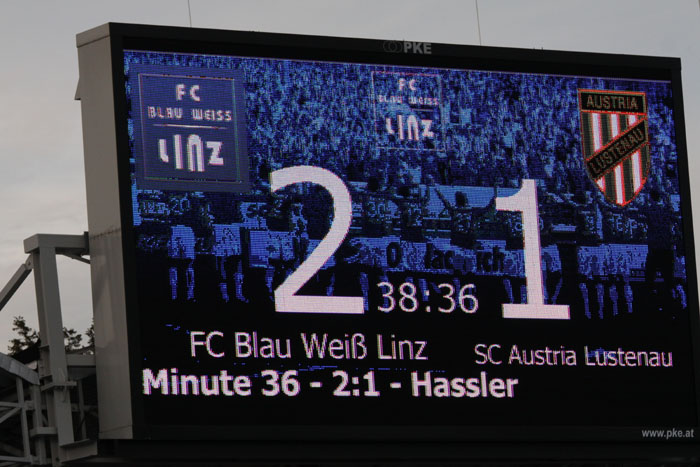 PKE
FC
BLAU WEISS
LINZ
FC
BLAU WEISS
LINZ
AUSTRIA
LUSTENAU
2 38:36 1
FC Blau Weiß Linz SC Austria Lustenau
Minute 36 - 2:1 - Hassler
www.pke.at